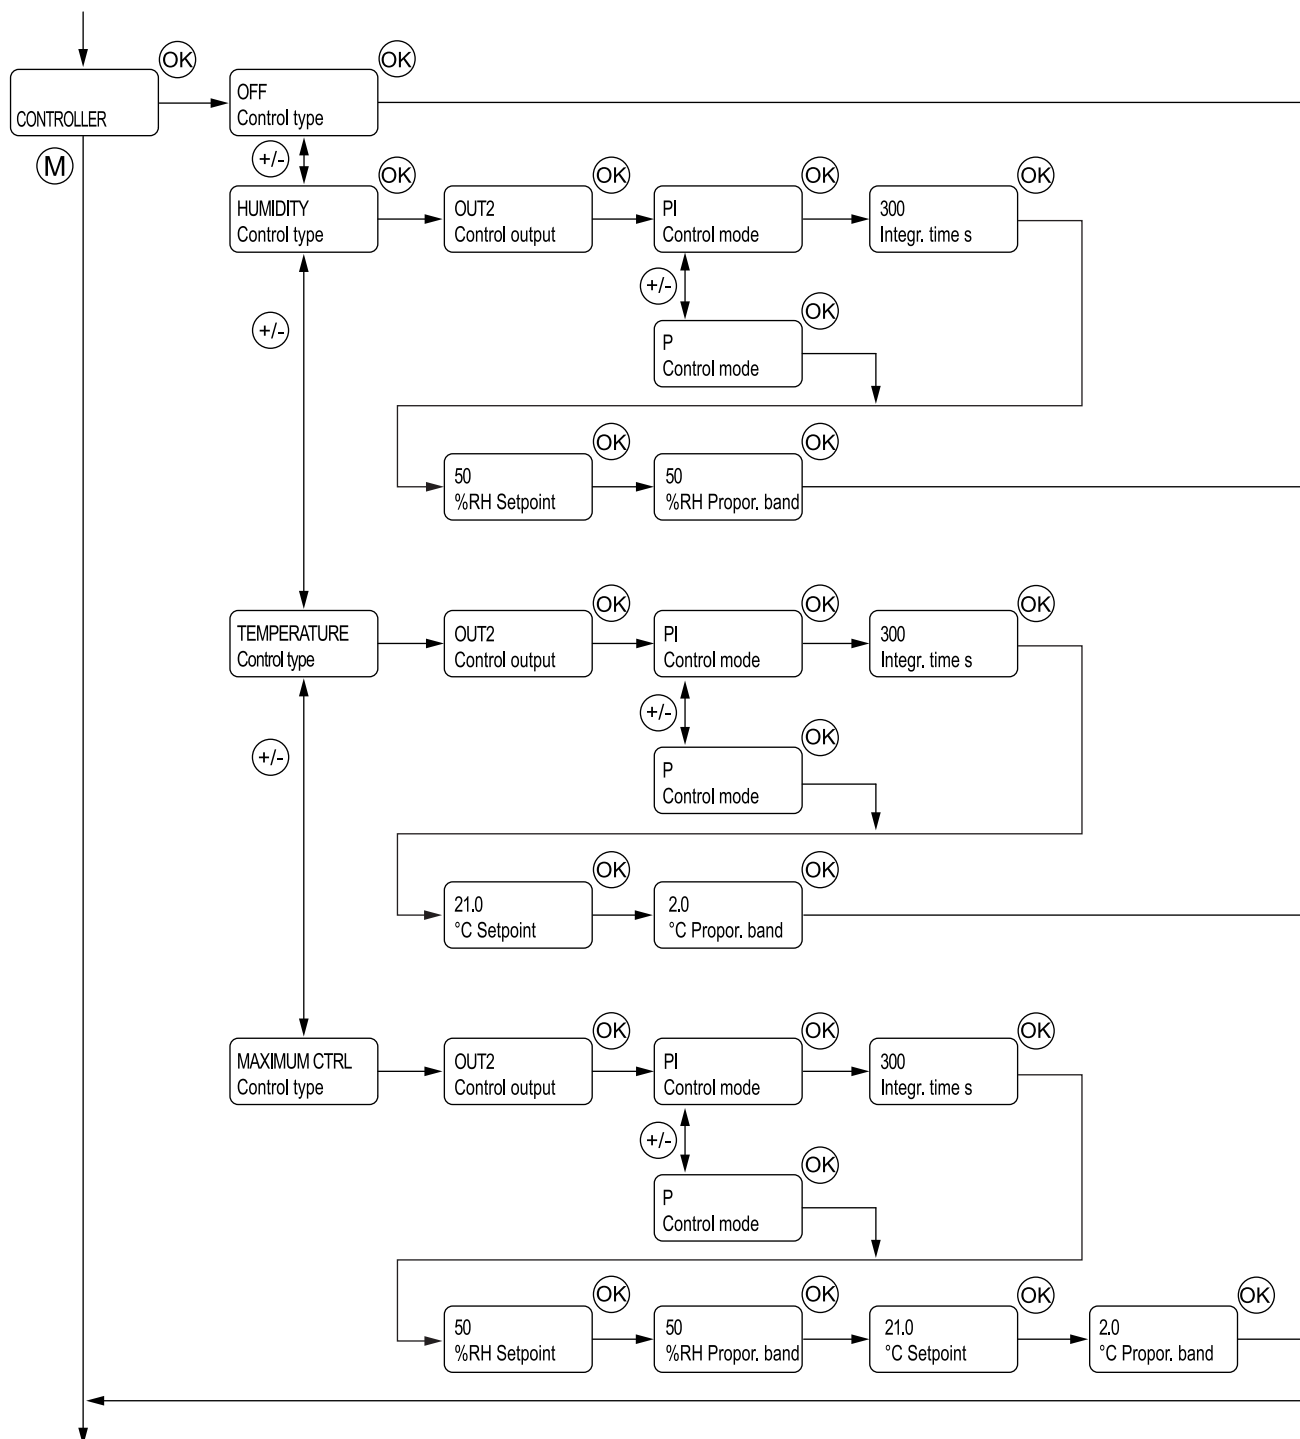 OK
OK
CONTROLLER
OFF
Control type
M
+/-
OK
OK
OK
OK
HUMIDITY
Control type
OUT2
Control output
PI
Control mode
300
Integr. time s
+/-
+/-
OK
P
Control mode
OK
OK
50
%RH Setpoint
50
%RH Propor. band
OK
OK
OK
TEMPERATURE
Control type
OUT2
Control output
PI
Control mode
300
Integr. time s
+/-
+/-
OK
P
Control mode
OK
OK
21.0
°C Setpoint
2.0
°C Propor. band
OK
OK
OK
MAXIMUM CTRL
Control type
OUT2
Control output
PI
Control mode
300
Integr. time s
+/-
OK
P
Control mode
OK
OK
OK
OK
50
%RH Setpoint
50
%RH Propor. band
21.0
°C Setpoint
2.0
°C Propor. band